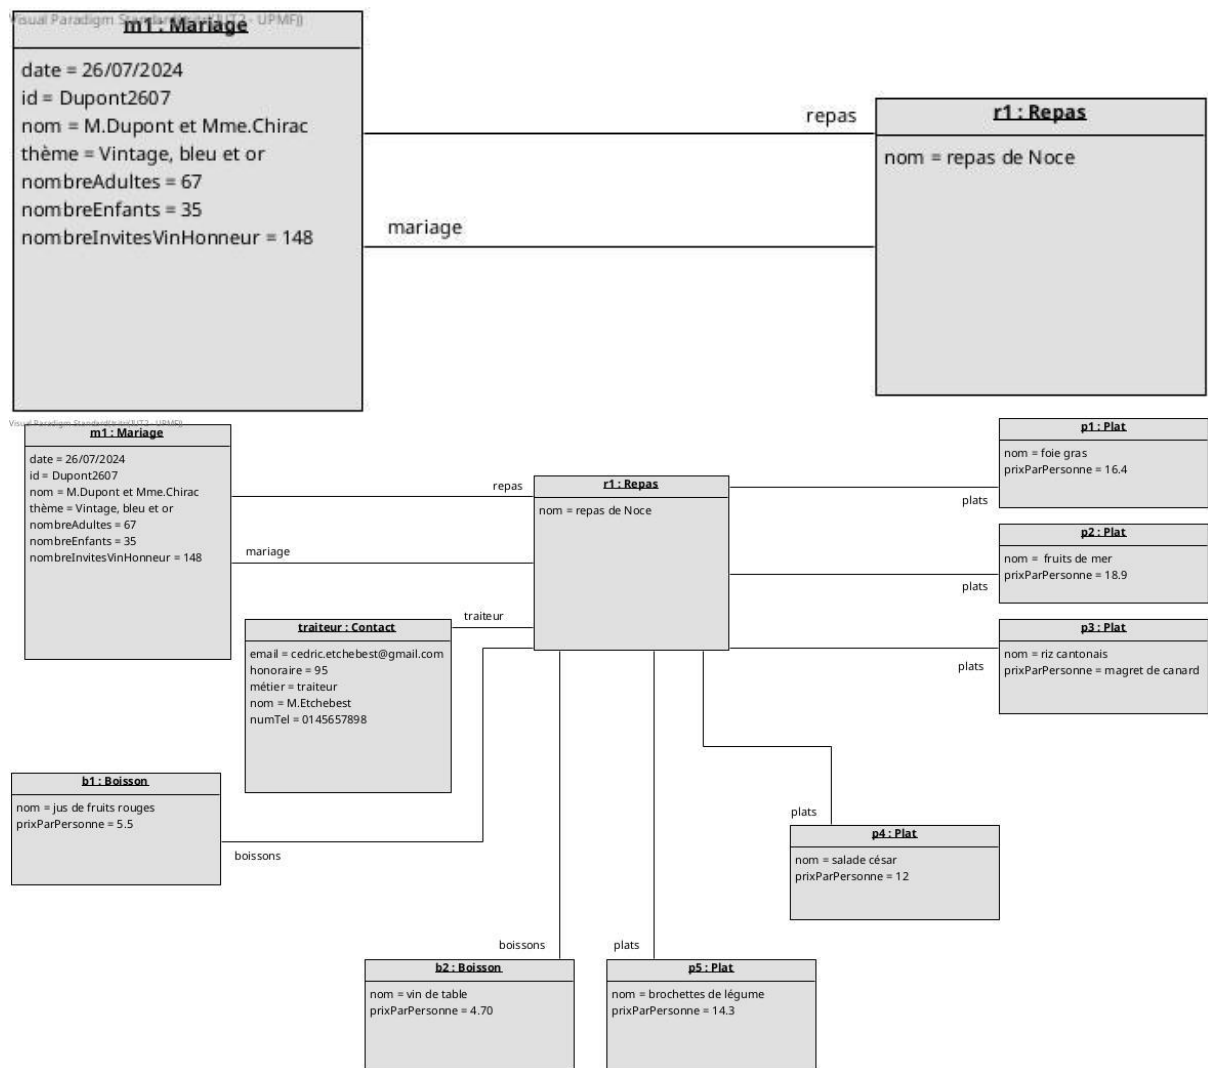 m1 : Mariage
date = 26/07/2024
id = Dupont2607
nom = M.Dupont et Mme.Chirac
thème = Vintage, bleu et or
nombreAdultes = 67
nombreEnfants = 35
nombreInvitesVinHonneur = 148
repas
mariage
r1 : Repas
nom = repas de Noce
Visual Paradigm Standard
m1 : Mariage
date = 26/07/2024
id = Dupont2607
nom = M.Dupont et Mme.Chirac
thème = Vintage, bleu et or
nombreAdultes = 67
nombreEnfants = 35
nombreInvitesVinHonneur = 148
repas
mariage
r1 : Repas
nom = repas de Noce
plats
p1 : Plat
nom = foie gras
prixParPersonne = 16.4
plats
p2 : Plat
nom = fruits de mer
prixParPersonne = 18.9
plats
p3 : Plat
nom = riz cantonais
prixParPersonne = magret de canard
traiteur
traiteur : Contact
email = cedric.etchebest@gmail.com
honoraire = 95
métier = traiteur
nom = M.Etchebest
numTel = 0145657898
b1 : Boisson
nom = jus de fruits rouges
prixParPersonne = 5.5
boissons
plats
p4 : Plat
nom = salade césar
prixParPersonne = 12
boissons
b2 : Boisson
nom = vin de table
prixParPersonne = 4.70
plats
p5 : Plat
nom = brochettes de légume
prixParPersonne = 14.3